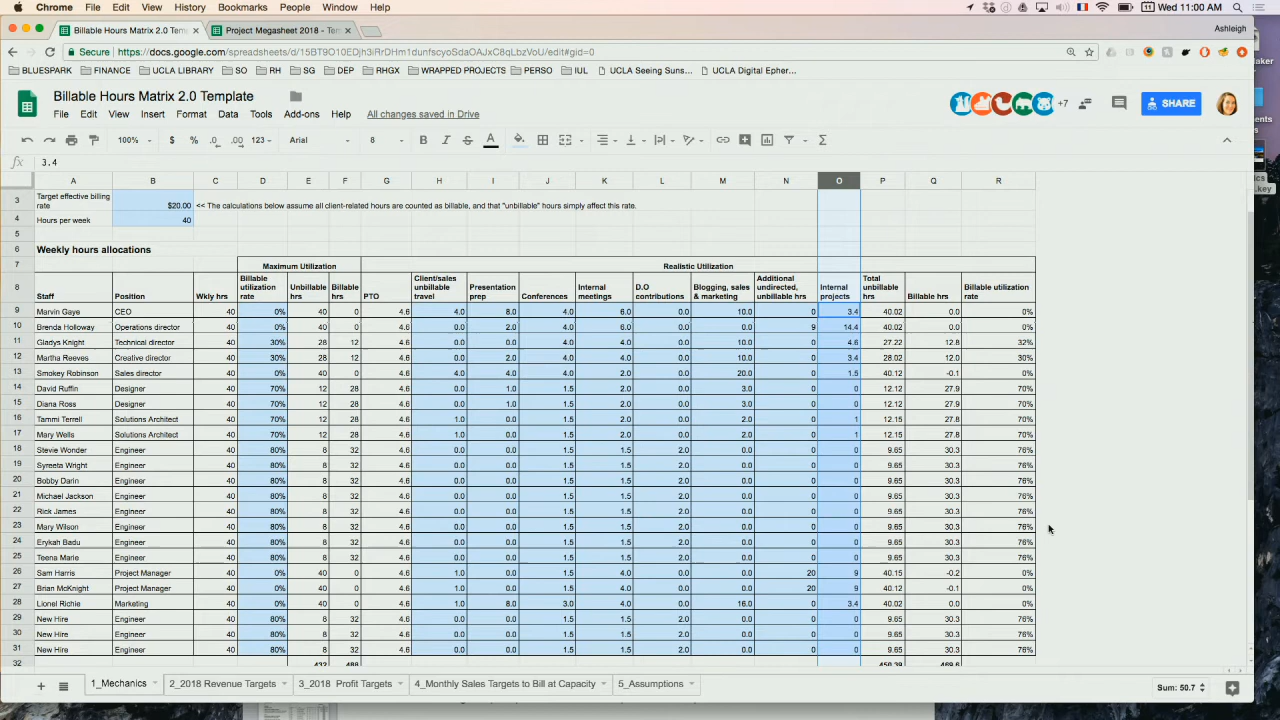 Chrome File Edit View History Bookmarks People Window Help 11 Wed 11:00 AM
Billable Hours Matrix 2.0 Temp × Project Megasheet 2018 - Tem × Ashleigh
Secure https://docs.google.com/spreadsheets/d/15BT9O10EDjh3iRrDHm1dunfscyoSdaOAJxC8qLbzVoU/edit#gid=0
BLUESPARK FINANCE UCLA LIBRARY SO RH SG DEP RHGX WRAPPED PROJECTS PERSO IUL UCLA Seeing Suns... UCLA Digital Epher...
Billable Hours Matrix 2.0 Template
File Edit View Insert Format Data Tools Add-ons Help All changes saved in Drive +7 SHARE
100% $ % .0 .00 123 Arial 8 B I S A Σ
fx 3.4
A B C D E F G H I J K L M N O P Q R
3 Target effective billing rate $20.00 << The calculations below assume all client-related hours are counted as billable, and that "unbillable" hours simply affect this rate.
4 Hours per week 40
5
6 Weekly hours allocations
7 Maximum Utilization Realistic Utilization
8 Staff Position Wkly hrs Billable utilization rate Unbillable hrs Billable hrs PTO Client/sales unbillable travel Presentation prep Conferences Internal meetings D.O contributions Blogging, sales & marketing Additional undirected, unbillable hrs Internal projects Total unbillable hrs Billable hrs Billable utilization rate
9 Marvin Gaye CEO 40 0% 40 0 4.6 4.0 8.0 4.0 6.0 0.0 10.0 0 3.4 40.02 0.0 0%
10 Brenda Holloway Operations director 40 0% 40 0 4.6 0.0 2.0 4.0 6.0 0.0 0.0 9 14.4 40.02 0.0 0%
11 Gladys Knight Technical director 40 30% 28 12 4.6 0.0 0.0 4.0 4.0 0.0 10.0 0 4.6 27.22 12.8 32%
12 Martha Reeves Creative director 40 30% 28 12 4.6 0.0 2.0 4.0 4.0 0.0 10.0 0 3.4 28.02 12.0 30%
13 Smokey Robinson Sales director 40 0% 40 0 4.6 4.0 4.0 4.0 2.0 0.0 20.0 0 1.5 40.12 -0.1 0%
14 David Ruffin Designer 40 70% 12 28 4.6 0.0 1.0 1.5 2.0 0.0 3.0 0 0 12.12 27.9 70%
15 Diana Ross Designer 40 70% 12 28 4.6 0.0 1.0 1.5 2.0 0.0 3.0 0 0 12.12 27.9 70%
16 Tammi Terrell Solutions Architect 40 70% 12 28 4.6 1.0 0.0 1.5 2.0 0.0 2.0 0 1 12.15 27.8 70%
17 Mary Wells Solutions Architect 40 70% 12 28 4.6 1.0 0.0 1.5 2.0 0.0 2.0 0 1 12.15 27.8 70%
18 Stevie Wonder Engineer 40 80% 8 32 4.6 0.0 0.0 1.5 1.5 2.0 0.0 0 0 9.65 30.3 76%
19 Syreeta Wright Engineer 40 80% 8 32 4.6 0.0 0.0 1.5 1.5 2.0 0.0 0 0 9.65 30.3 76%
20 Bobby Darin Engineer 40 80% 8 32 4.6 0.0 0.0 1.5 1.5 2.0 0.0 0 0 9.65 30.3 76%
21 Michael Jackson Engineer 40 80% 8 32 4.6 0.0 0.0 1.5 1.5 2.0 0.0 0 0 9.65 30.3 76%
22 Rick James Engineer 40 80% 8 32 4.6 0.0 0.0 1.5 1.5 2.0 0.0 0 0 9.65 30.3 76%
23 Mary Wilson Engineer 40 80% 8 32 4.6 0.0 0.0 1.5 1.5 2.0 0.0 0 0 9.65 30.3 76%
24 Erykah Badu Engineer 40 80% 8 32 4.6 0.0 0.0 1.5 1.5 2.0 0.0 0 0 9.65 30.3 76%
25 Teena Marie Engineer 40 80% 8 32 4.6 0.0 0.0 1.5 1.5 2.0 0.0 0 0 9.65 30.3 76%
26 Sam Harris Project Manager 40 0% 40 0 4.6 1.0 0.0 1.5 4.0 0.0 0.0 20 9 40.15 -0.2 0%
27 Brian McKnight Project Manager 40 0% 40 0 4.6 1.0 0.0 1.5 4.0 0.0 0.0 20 9 40.12 -0.1 0%
28 Lionel Richie Marketing 40 0% 40 0 4.6 1.0 8.0 3.0 4.0 0.0 16.0 0 3.4 40.02 0.0 0%
29 New Hire Engineer 40 80% 8 32 4.6 0.0 0.0 1.5 1.5 2.0 0.0 0 0 9.65 30.3 76%
30 New Hire Engineer 40 80% 8 32 4.6 0.0 0.0 1.5 1.5 2.0 0.0 0 0 9.65 30.3 76%
31 New Hire Engineer 40 80% 8 32 4.6 0.0 0.0 1.5 1.5 2.0 0.0 0 0 9.65 30.3 76%
32
1_Mechanics 2_2018 Revenue Targets 3_2018 Profit Targets 4_Monthly Sales Targets to Bill at Capacity 5_Assumptions Sum: 50.7